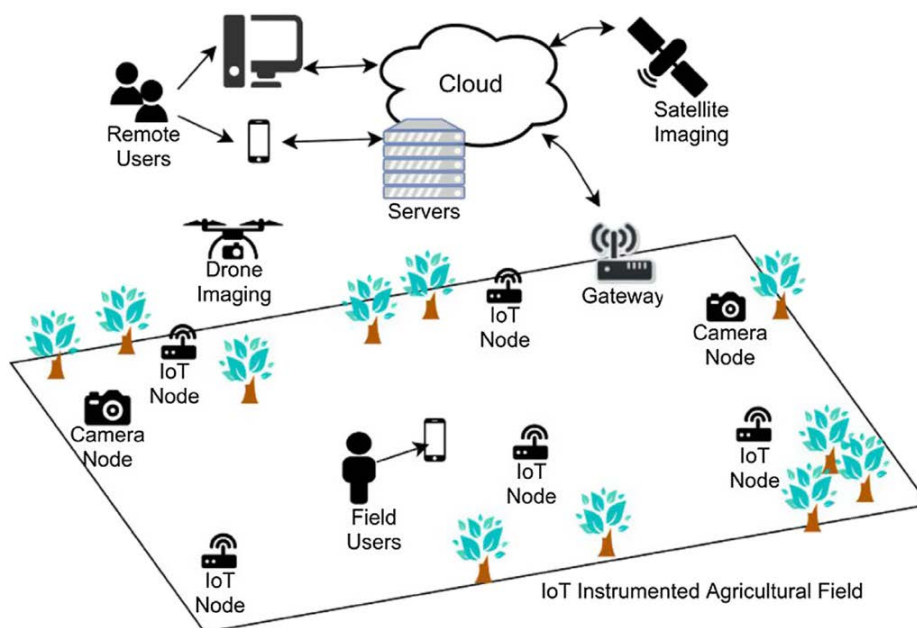 Cloud
Remote
Users
Satellite
Imaging
Servers
Drone
Imaging
Gateway
IoT
Node
Camera
Node
IoT
Node
Camera
Node
IoT
Node
IoT
Node
Field
Users
IoT
Node
IoT Instrumented Agricultural Field